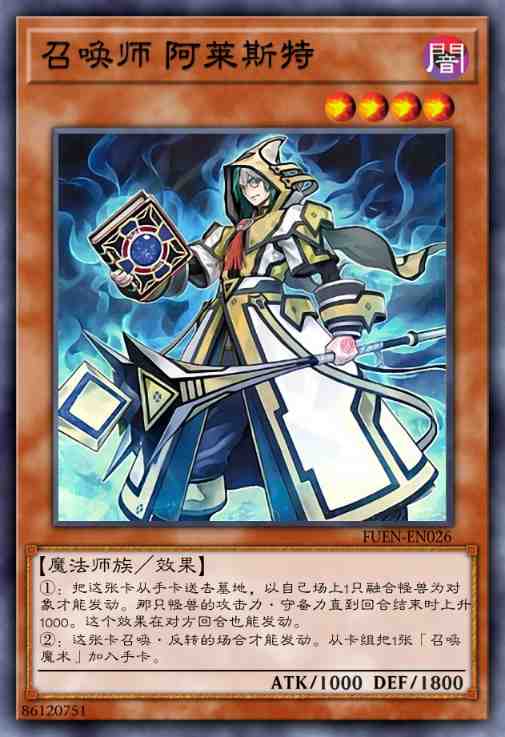 召唤师 阿莱斯特
闇
FUEN-EN026
【魔法师族／效果】
①：把这张卡从手卡送去墓地，以自己场上1只融合怪兽为对
象才能发动。那只怪兽的攻击力·守备力直到回合结束时上升
1000。这个效果在对方回合也能发动。
②：这张卡召唤·反转的场合才能发动。从卡组把1张「召唤
魔术」加入手卡。
ATK/1000 DEF/1800
86120751